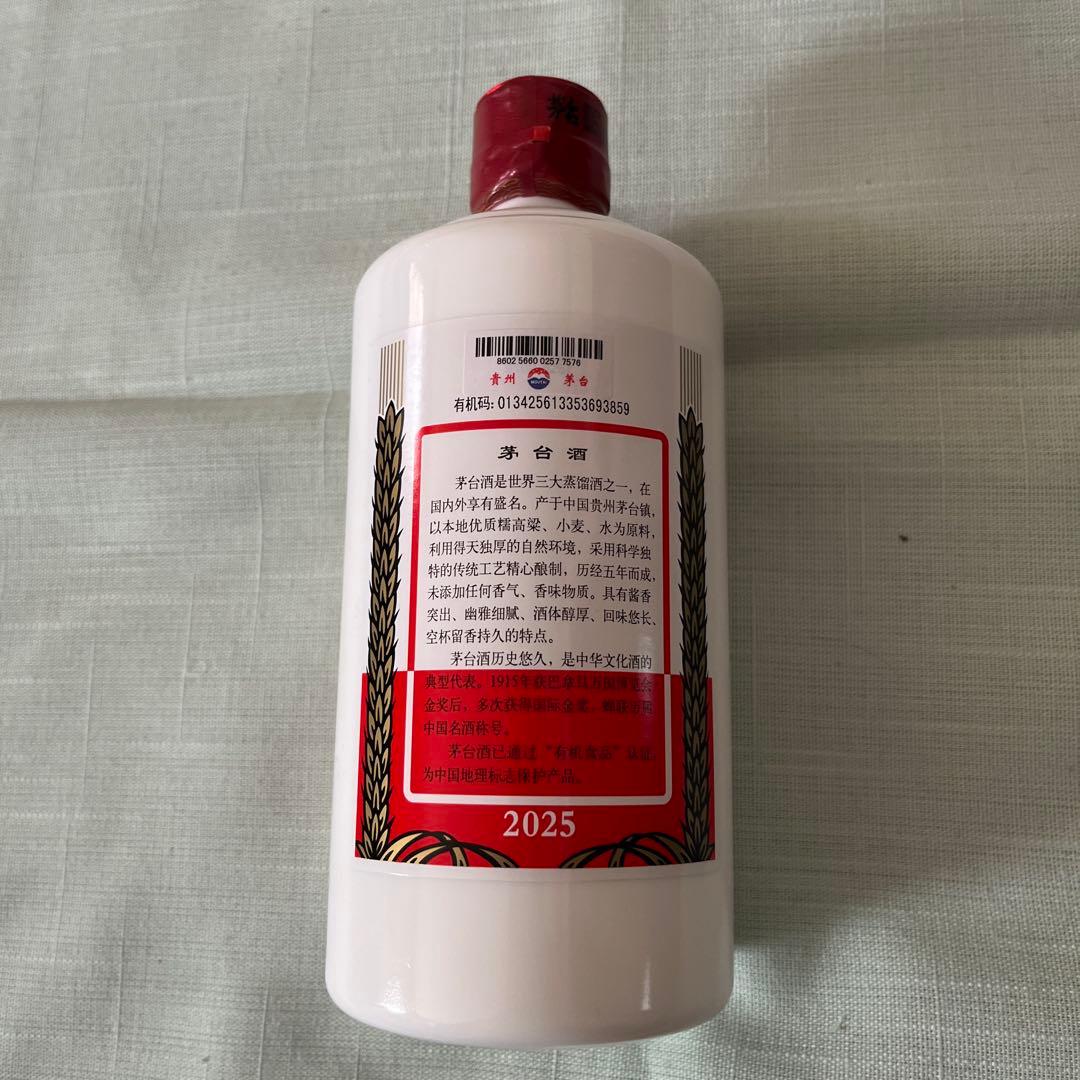 茅台
8602 5660 0257 7576
贵州 MOUTAI 茅台
有机码: 013425613353693859
茅台酒
茅台酒是世界三大蒸馏酒之一，在
国内外享有盛名。产于中国贵州茅台镇，
以本地优质糯高粱、小麦、水为原料，
利用得天独厚的自然环境，采用科学独
特的传统工艺精心酿制，历经五年而成，
未添加任何香气、香味物质。具有酱香
突出、幽雅细腻、酒体醇厚、回味悠长、
空杯留香持久的特点。
茅台酒历史悠久，是中华文化酒的
典型代表。1915年获巴拿马万国博览会
金奖后，多次获得国际金奖，蝉联历届
中国名酒称号。
茅台酒已通过“有机食品”认证，
为中国地理标志保护产品。
2025